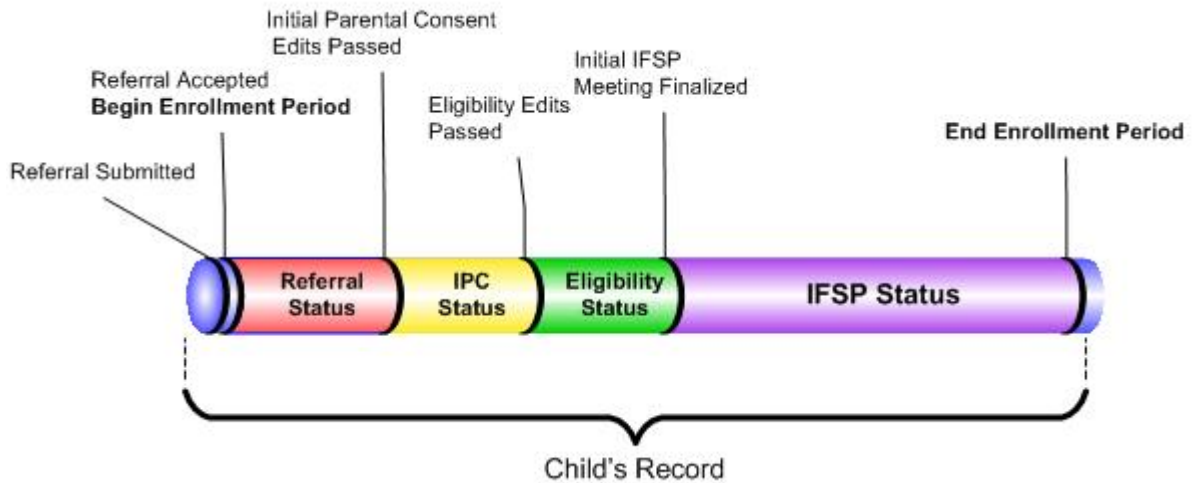 Initial Parental Consent
Edits Passed
Referral Accepted
Begin Enrollment Period
Initial IFSP
Meeting Finalized
Eligibility Edits
Passed
End Enrollment Period
Referral Submitted
Referral
Status
IPC
Status
Eligibility
Status
IFSP Status
Child's Record